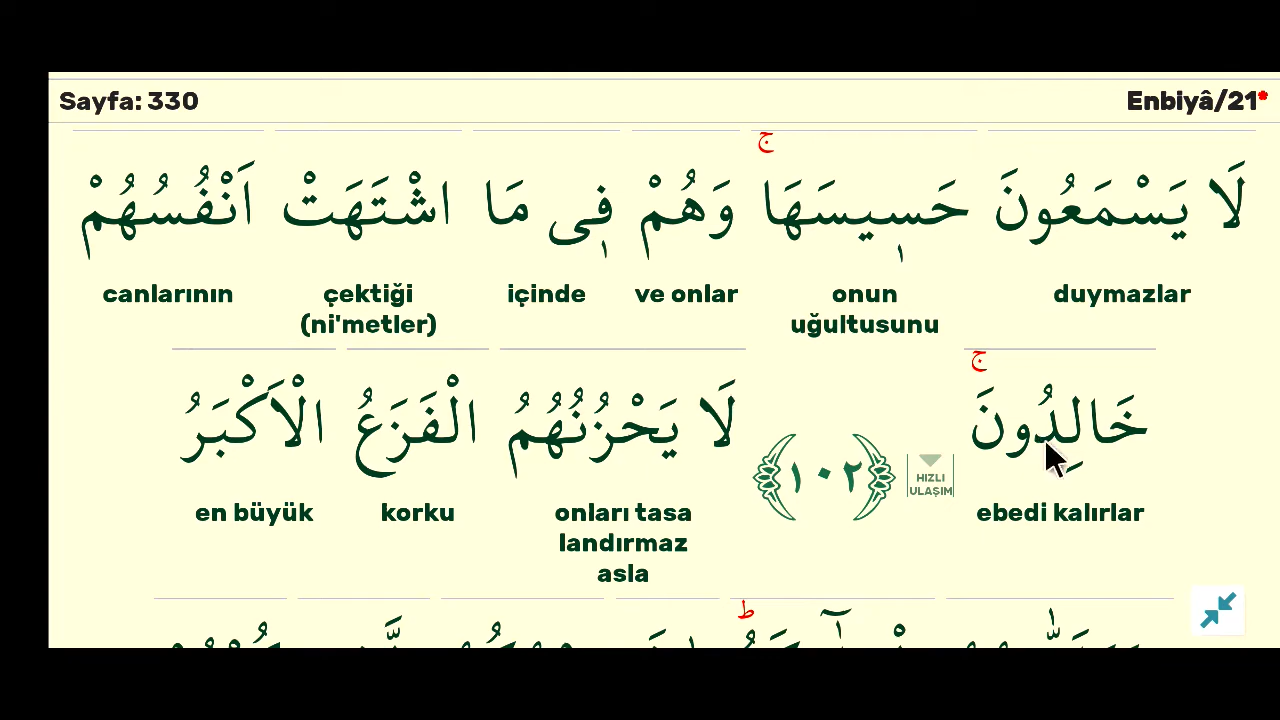 Sayfa: 330 Enbiyâ/21*
ج
لَا يَسْمَعُونَ حَسٖيسَهَا وَهُمْ فٖى مَا اشْتَهَتْ اَنْفُسُهُمْ
duymazlar onun ve onlar içinde çektiği canlarının
uğultusunu (ni'metler)
ج
خَالِدُونَ ﴿١٠٢﴾ لَا يَحْزُنُهُمُ الْفَزَعُ الْاَكْبَرُ
HIZLI
ULAŞIM
ebedi kalırlar onları tasa korku en büyük
landırmaz
asla
ط